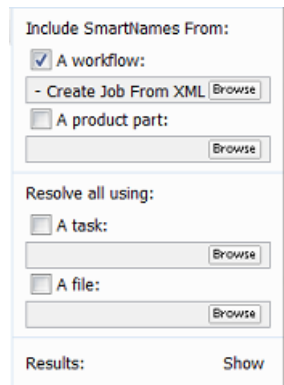 Include SmartNames From:
A workflow:
- Create Job From XML Browse
A product part:
Browse
Resolve all using:
A task:
Browse
A file:
Browse
Results: Show